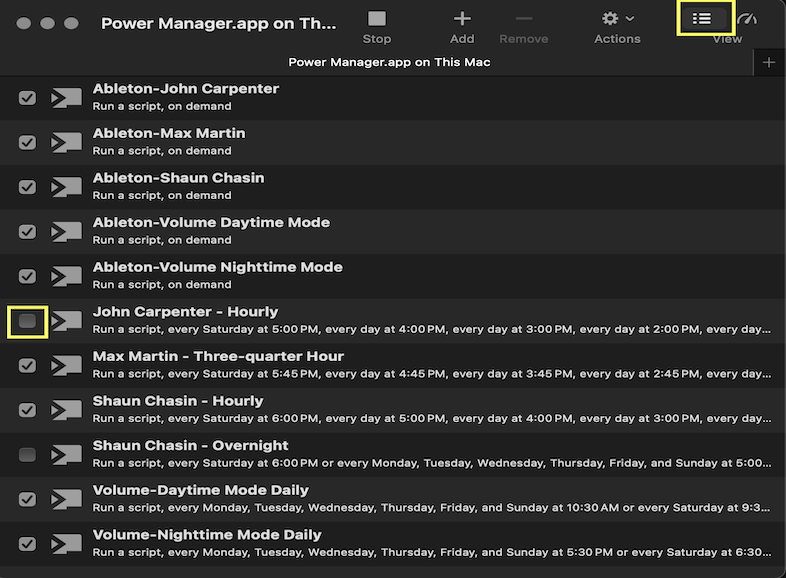 Power Manager.app on Th...
Stop
Add
Remove
Actions
View
Power Manager.app on This Mac
Ableton-John Carpenter
Run a script, on demand
Ableton-Max Martin
Run a script, on demand
Ableton-Shaun Chasin
Run a script, on demand
Ableton-Volume Daytime Mode
Run a script, on demand
Ableton-Volume Nighttime Mode
Run a script, on demand
John Carpenter - Hourly
Run a script, every Saturday at 5:00 PM, every day at 4:00 PM, every day at 3:00 PM, every day at 2:00 PM, every day...
Max Martin - Three-quarter Hour
Run a script, every Saturday at 5:45 PM, every day at 4:45 PM, every day at 3:45 PM, every day at 2:45 PM, every day...
Shaun Chasin - Hourly
Run a script, every Saturday at 6:00 PM, every day at 5:00 PM, every day at 4:00 PM, every day at 3:00 PM, every day...
Shaun Chasin - Overnight
Run a script, every Saturday at 6:00 PM or every Monday, Tuesday, Wednesday, Thursday, Friday, and Sunday at 5:00...
Volume-Daytime Mode Daily
Run a script, every Monday, Tuesday, Wednesday, Thursday, Friday, and Sunday at 10:30 AM or every Saturday at 9:3...
Volume-Nighttime Mode Daily
Run a script, every Monday, Tuesday, Wednesday, Thursday, Friday, and Sunday at 5:30 PM or every Saturday at 6:30...